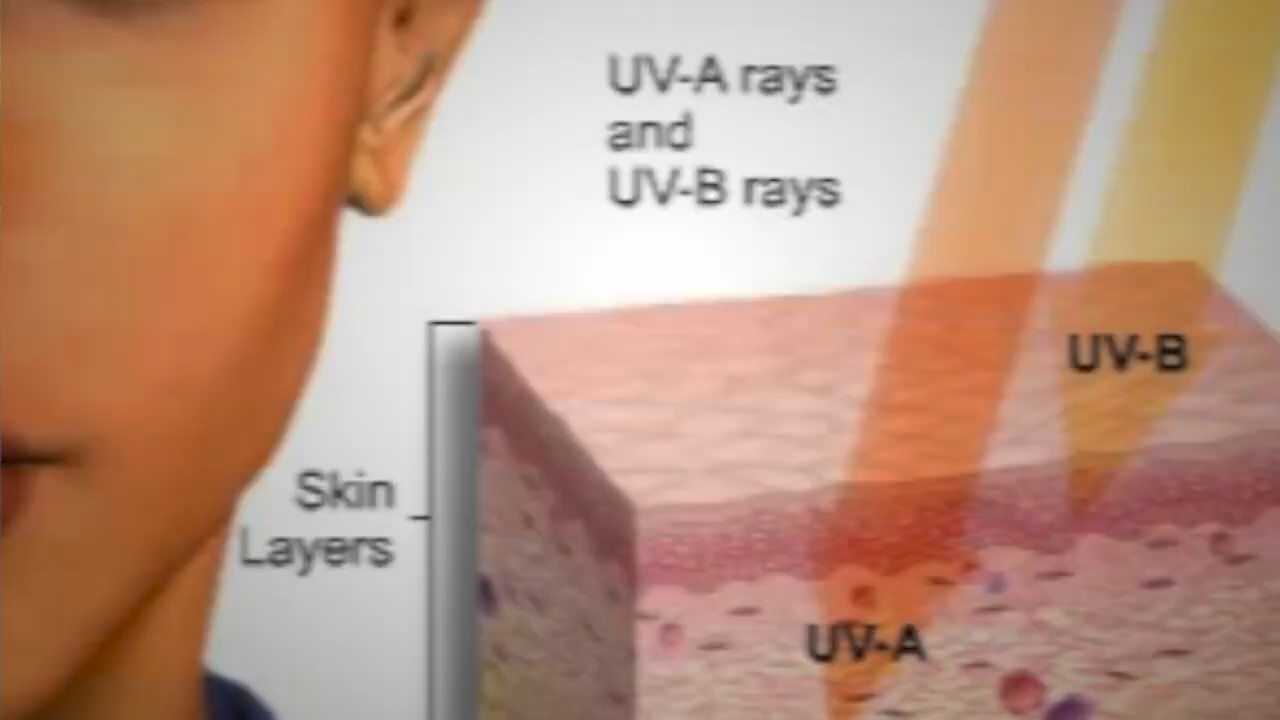 UV-A rays
and
UV-B rays
UV-B
Skin
Layers
UV-A